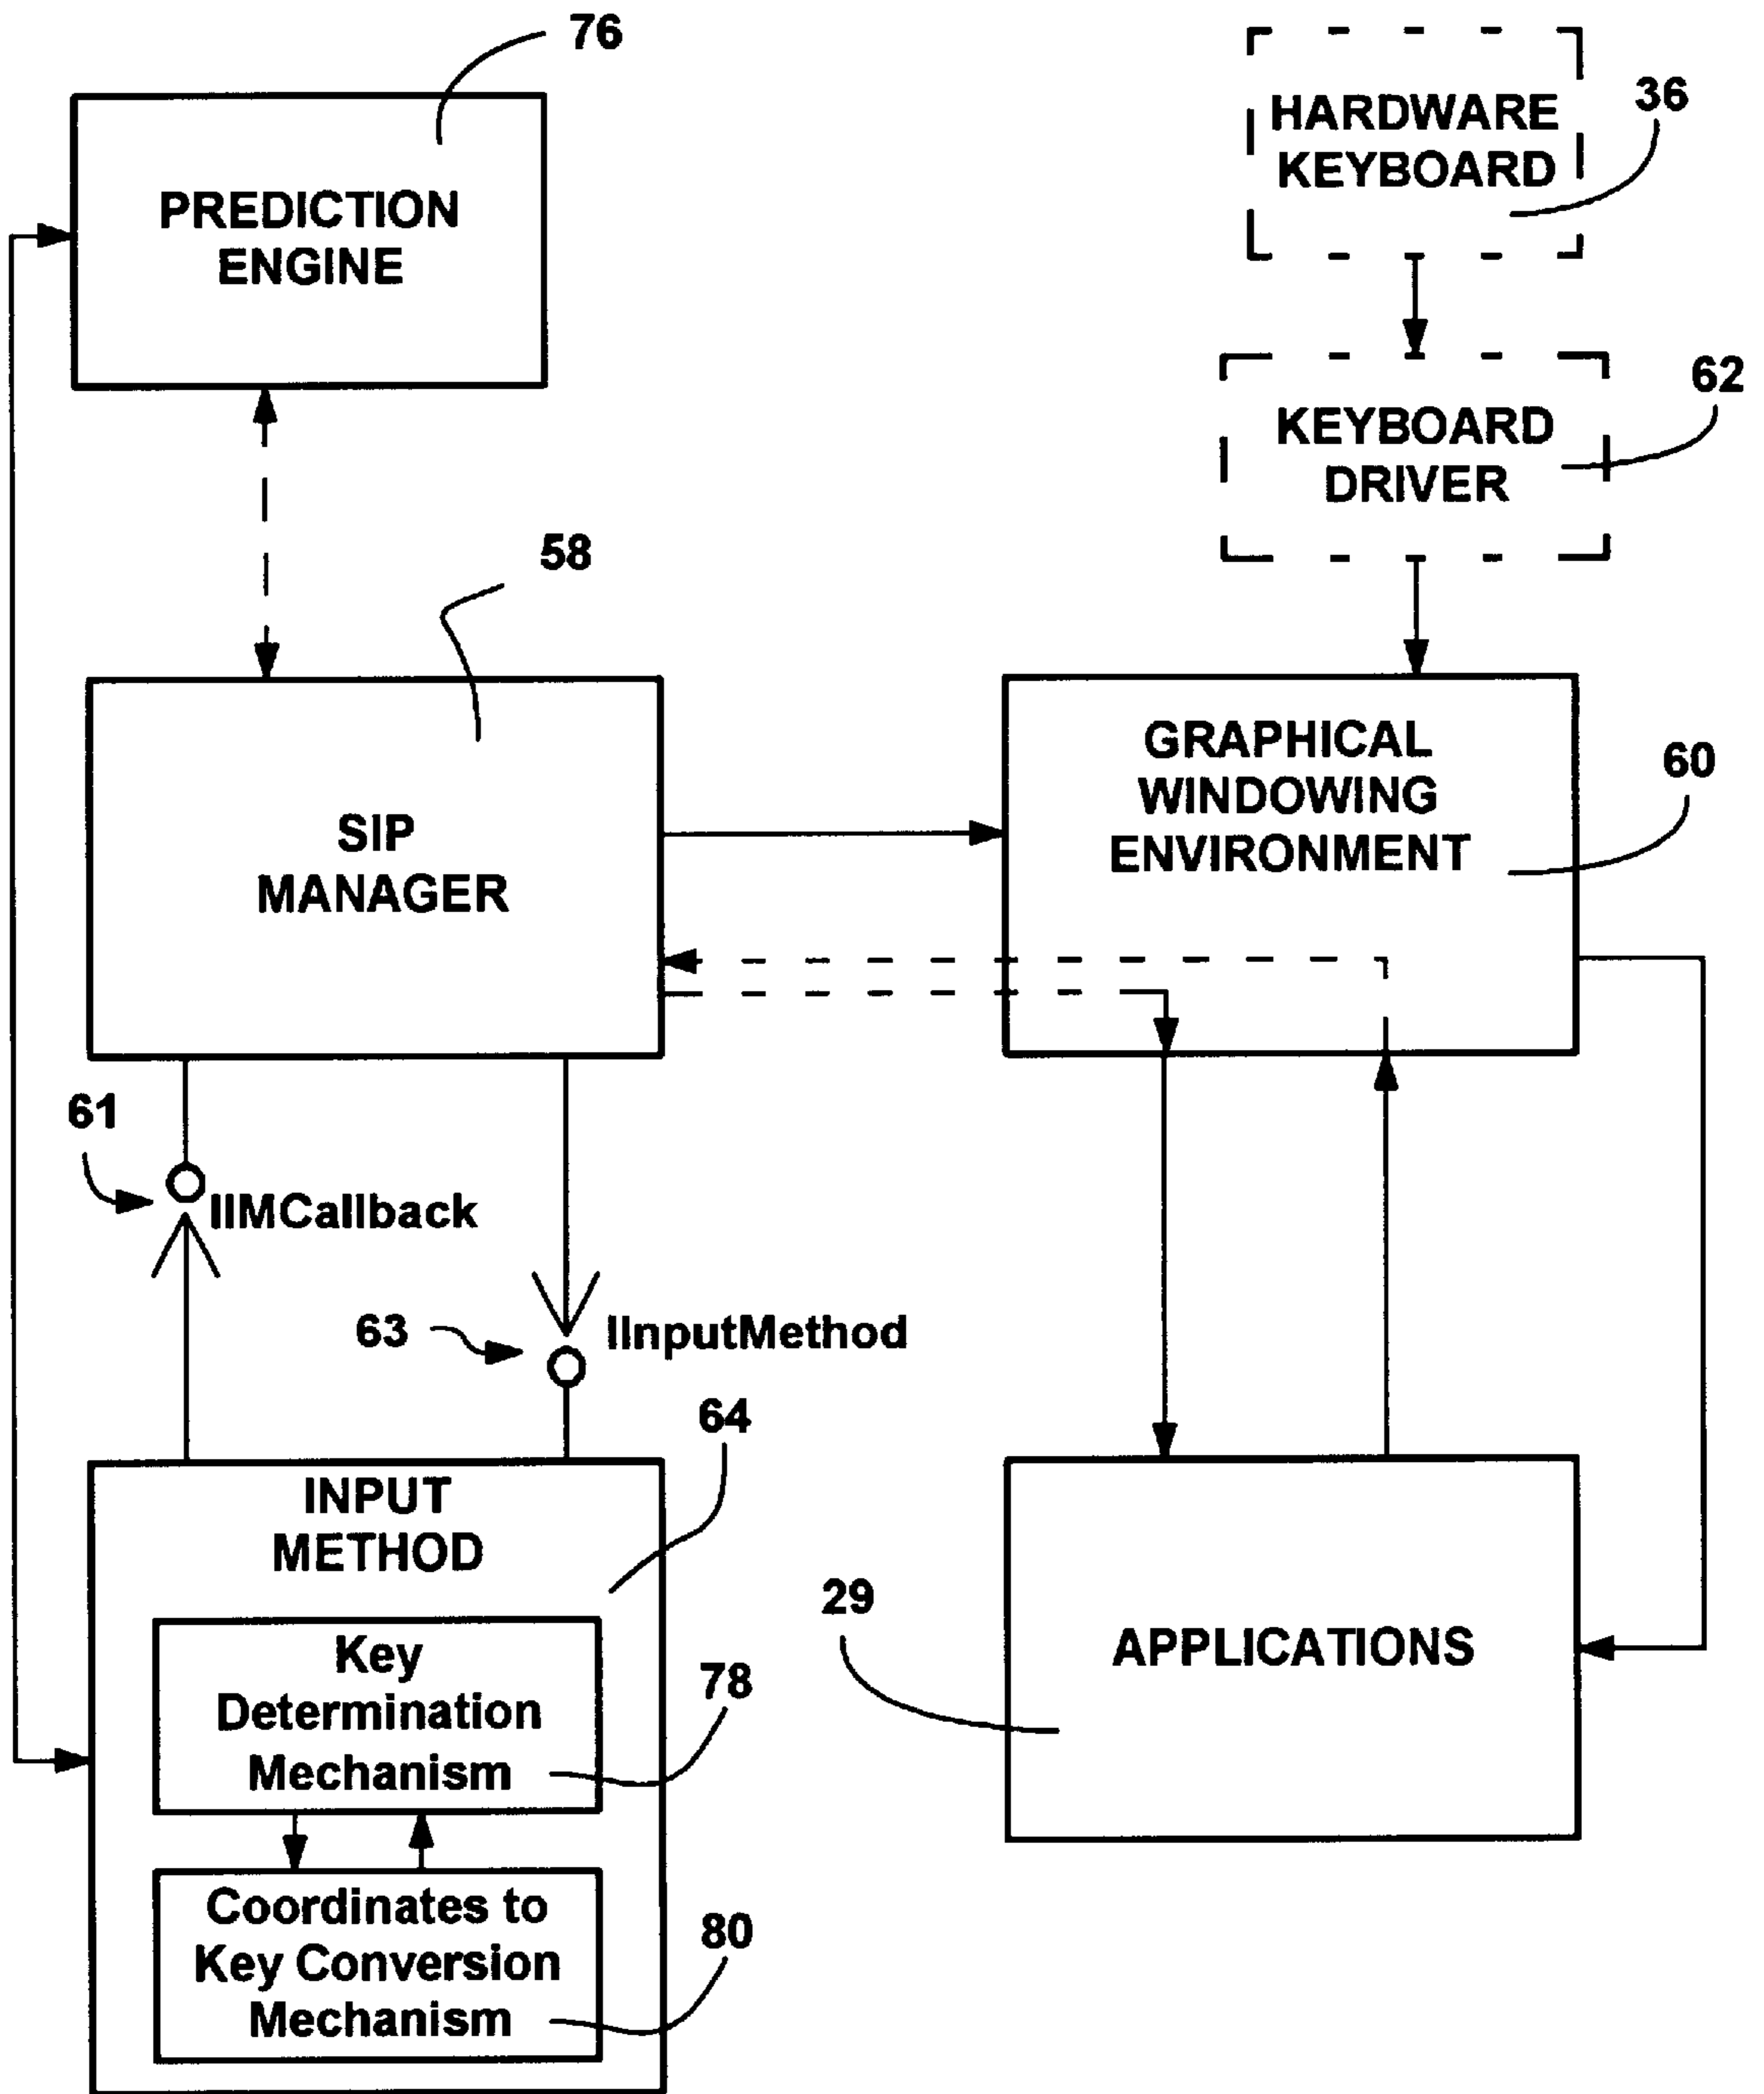 76
PREDICTION
ENGINE
HARDWARE
KEYBOARD
36
KEYBOARD
DRIVER
62
58
SIP
MANAGER
GRAPHICAL
WINDOWING
ENVIRONMENT
60
61
IIMCallback
63
IInputMethod
64
INPUT
METHOD
Key
Determination
Mechanism
78
Coordinates to
Key Conversion
Mechanism
80
29
APPLICATIONS